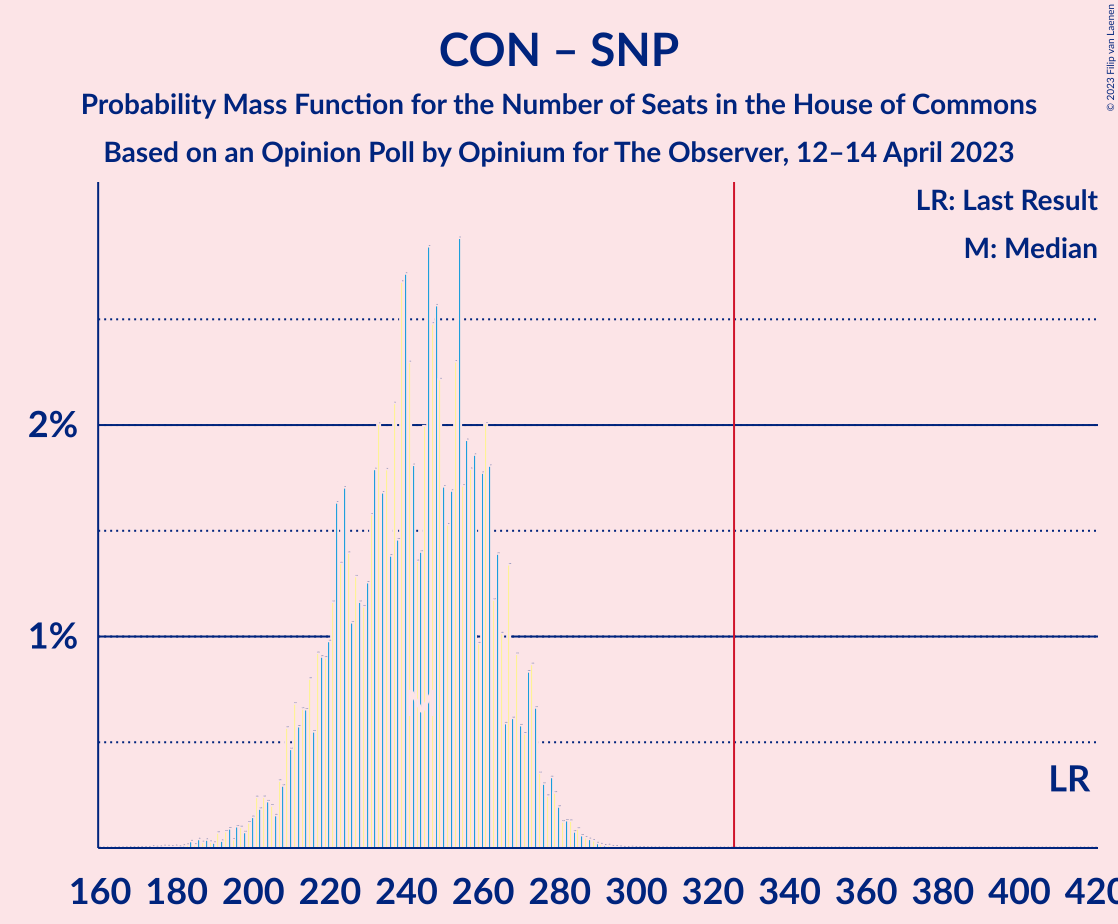 CON – SNP
Probability Mass Function for the Number of Seats in the House of Commons
Based on an Opinion Poll by Opinium for The Observer, 12–14 April 2023
© 2023 Filip van Laenen
LR: Last Result
M: Median
2%
1%
LR
160 180 200 220 240 260 280 300 320 340 360 380 400 420